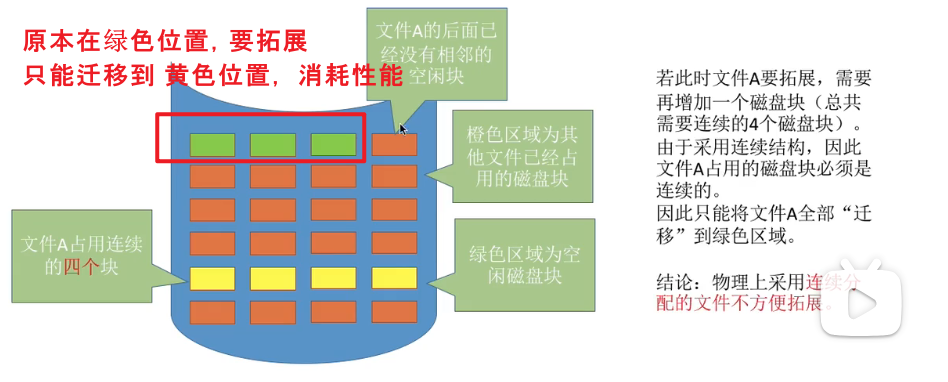 原本在绿色位置，要拓展
只能迁移到 黄色位置， 消耗性能
文件A的后面已
经没有相邻的
空闲块
橙色区域为其
他文件已经占
用的磁盘块
文件A占用连续
的四个块
绿色区域为空
闲磁盘块
若此时文件A要拓展，需要
再增加一个磁盘块（总共
需要连续的4个磁盘块）。
由于采用连续结构，因此
文件A占用的磁盘块必须是
连续的。
因此只能将文件A全部“迁
移”到绿色区域。
结论：物理上采用连续分
配的文件不方便拓展。